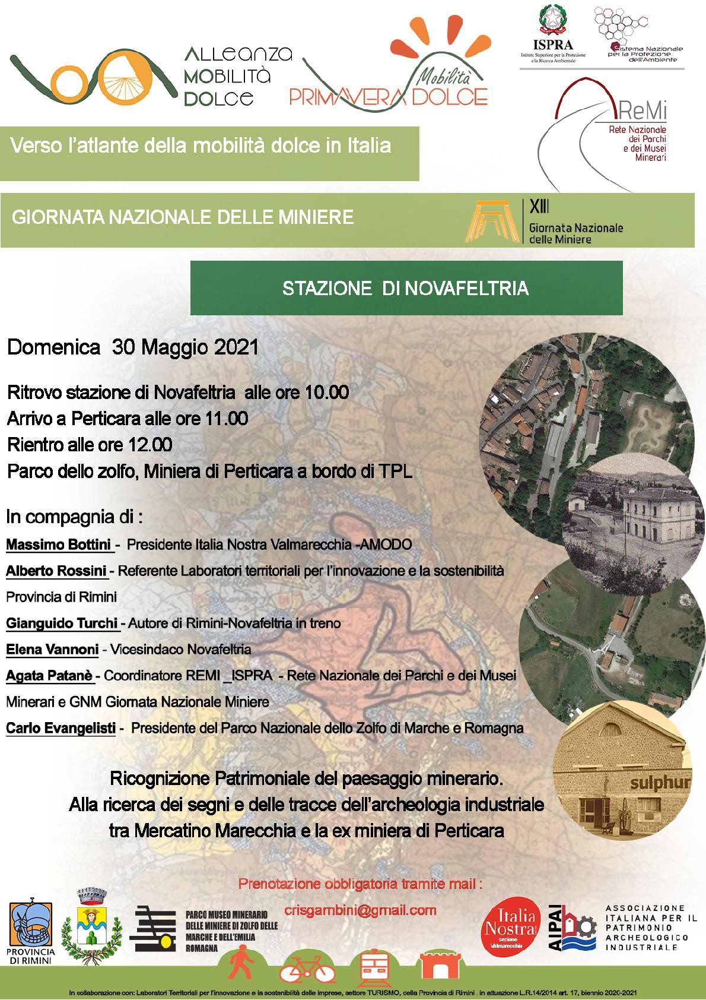 ALLeanza
MOBILITÀ
DOLce
Mobilità
PRIMAVERA DOLCE
ISPRA
Istituto Superiore per la Protezione
e la Ricerca Ambientale
Sistema Nazionale
per la Protezione
dell'Ambiente
ReMi
Rete Nazionale
dei Parchi
e dei Musei
Minerari
Verso l'atlante della mobilità dolce in Italia
GIORNATA NAZIONALE DELLE MINIERE
XIII
Giornata Nazionale
delle Miniere
STAZIONE DI NOVAFELTRIA
Domenica 30 Maggio 2021
Ritrovo stazione di Novafeltria alle ore 10.00
Arrivo a Perticara alle ore 11.00
Rientro alle ore 12.00
Parco dello zolfo, Miniera di Perticara a bordo di TPL
In compagnia di :
Massimo Bottini - Presidente Italia Nostra Valmarecchia -AMODO
Alberto Rossini - Referente Laboratori territoriali per l'innovazione e la sostenibilità
Provincia di Rimini
Gianguido Turchi - Autore di Rimini-Novafeltria in treno
Elena Vannoni - Vicesindaco Novafeltria
Agata Patanè - Coordinatore REMI _ISPRA - Rete Nazionale dei Parchi e dei Musei
Minerari e GNM Giornata Nazionale Miniere
Carlo Evangelisti - Presidente del Parco Nazionale dello Zolfo di Marche e Romagna
sulphur
Ricognizione Patrimoniale del paesaggio minerario.
Alla ricerca dei segni e delle tracce dell'archeologia industriale
tra Mercatino Marecchia e la ex miniera di Perticara
Prenotazione obbligatoria tramite mail :
crisgambini@gmail.com
PROVINCIA
DI RIMINI
PARCO MUSEO MINERARIO
DELLE MINIERE DI ZOLFO DELLE
MARCHE E DELL'EMILIA
ROMAGNA
Italia
Nostra
sezione
Valmarecchia
AIPAI
ASSOCIAZIONE
ITALIANA PER IL
PATRIMONIO
ARCHEOLOGICO
INDUSTRIALE
In collaborazione con: Laboratori Territoriali per l'innovazione e la sostenibilità delle imprese, settore TURISMO, della Provincia di Rimini , in attuazione L.R.14/2014 art. 17, biennio 2020-2021